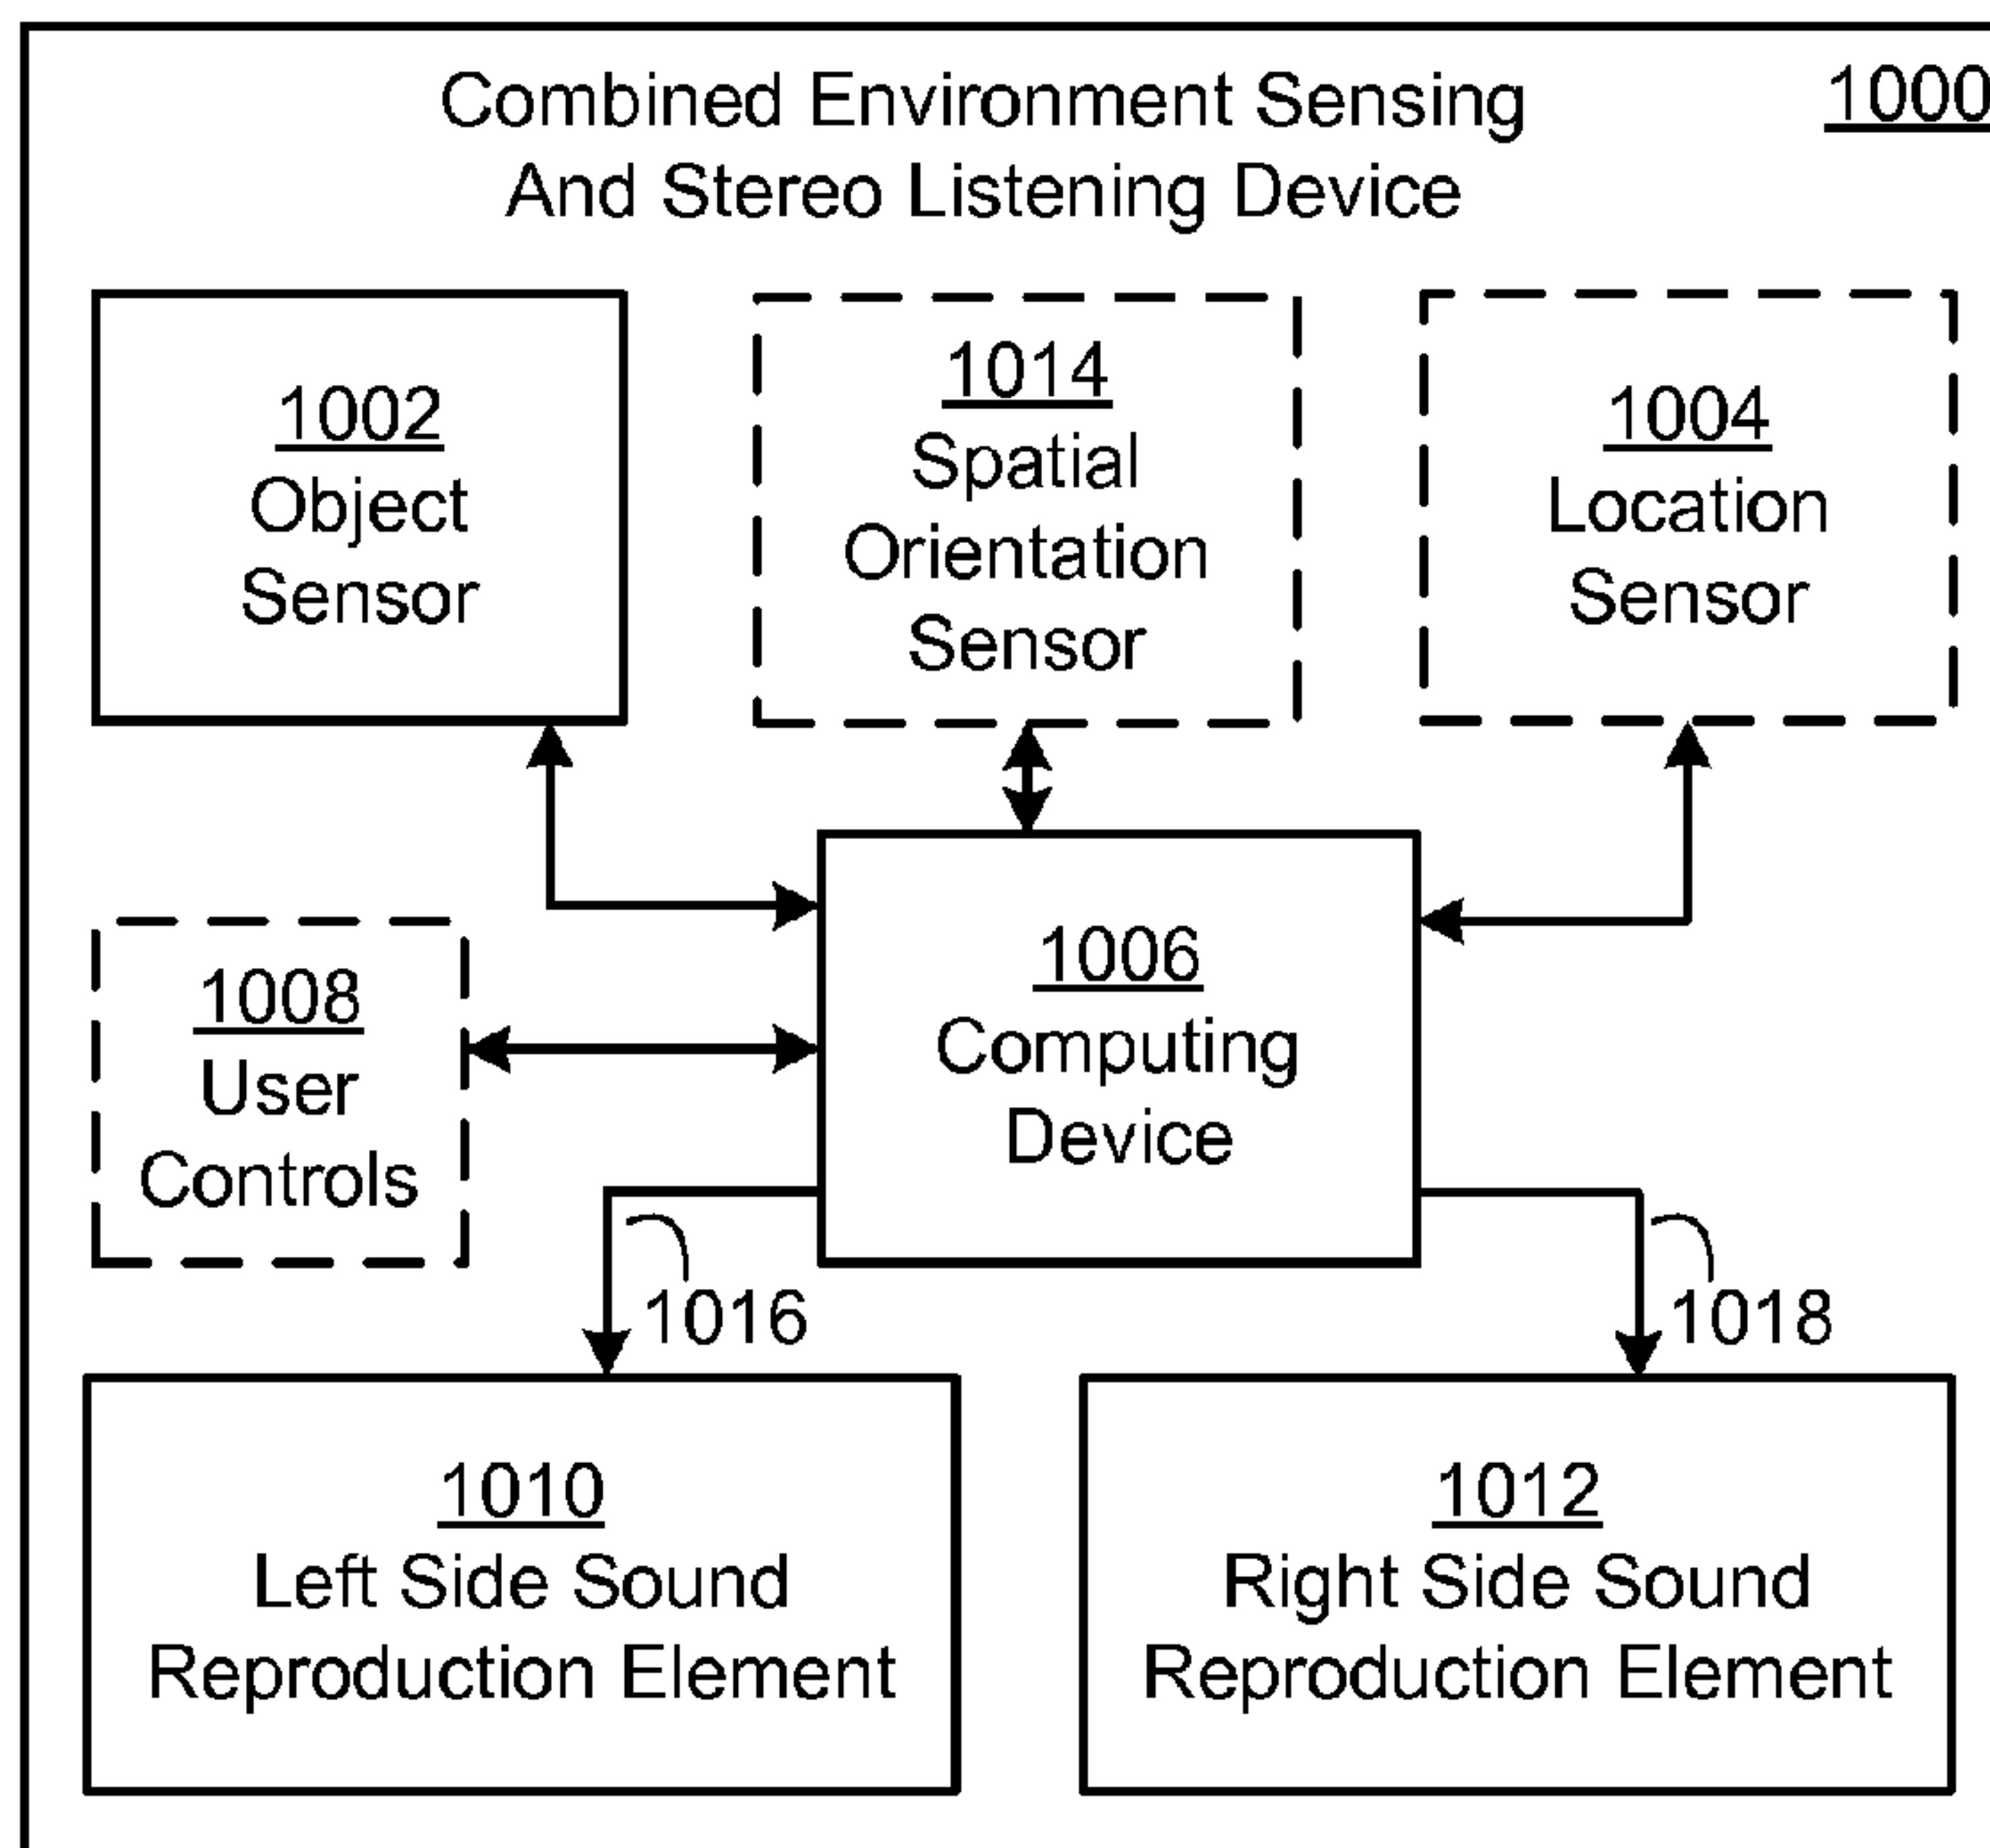 Combined Environment Sensing
And Stereo Listening Device
1000
1002
Object
Sensor
1014
Spatial
Orientation
Sensor
1004
Location
Sensor
1008
User
Controls
1006
Computing
Device
1016
1018
1010
Left Side Sound
Reproduction Element
1012
Right Side Sound
Reproduction Element